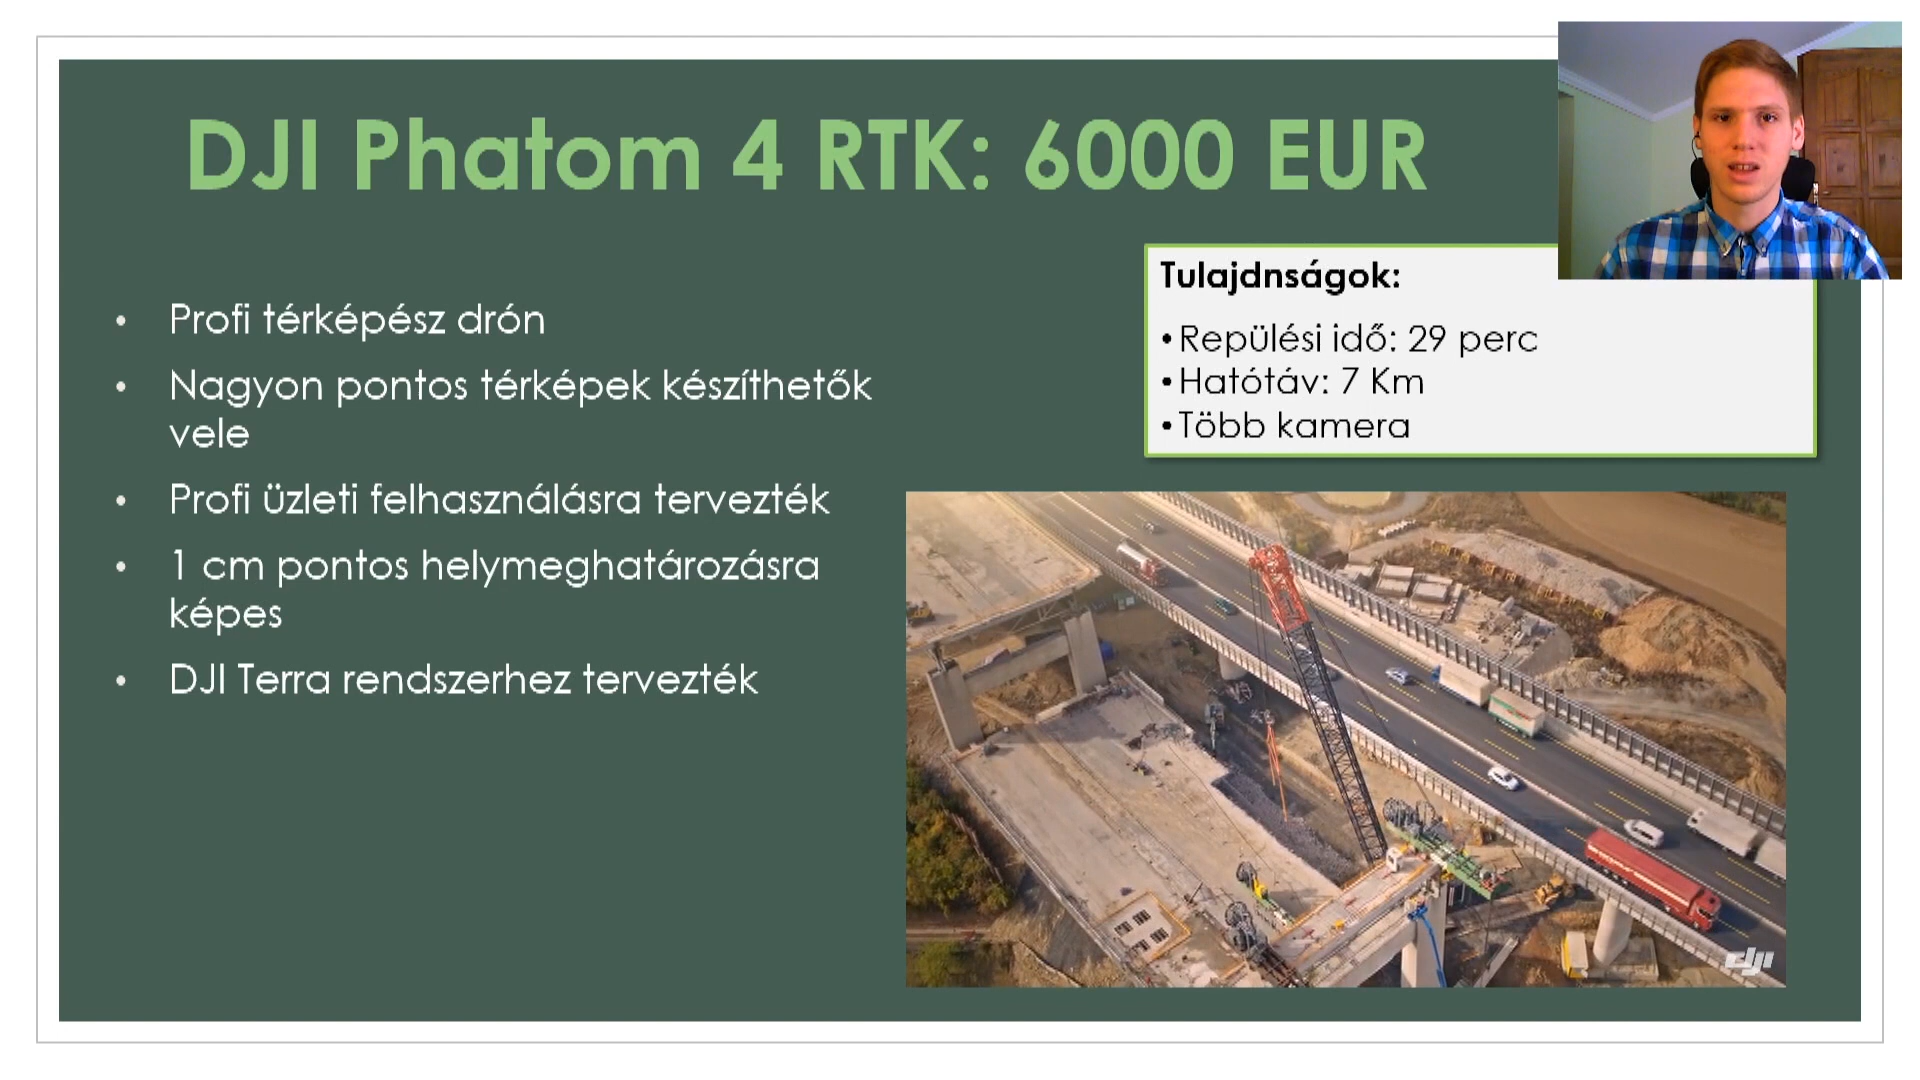 DJI Phatom 4 RTK: 6000 EUR
• Profi térképész drón
• Nagyon pontos térképek készíthetők
vele
• Profi üzleti felhasználásra tervezték
• 1 cm pontos helymeghatározásra
képes
• DJI Terra rendszerhez tervezték
Tulajdnságok:
• Repülési idő: 29 perc
• Hatótáv: 7 Km
• Több kamera
dji